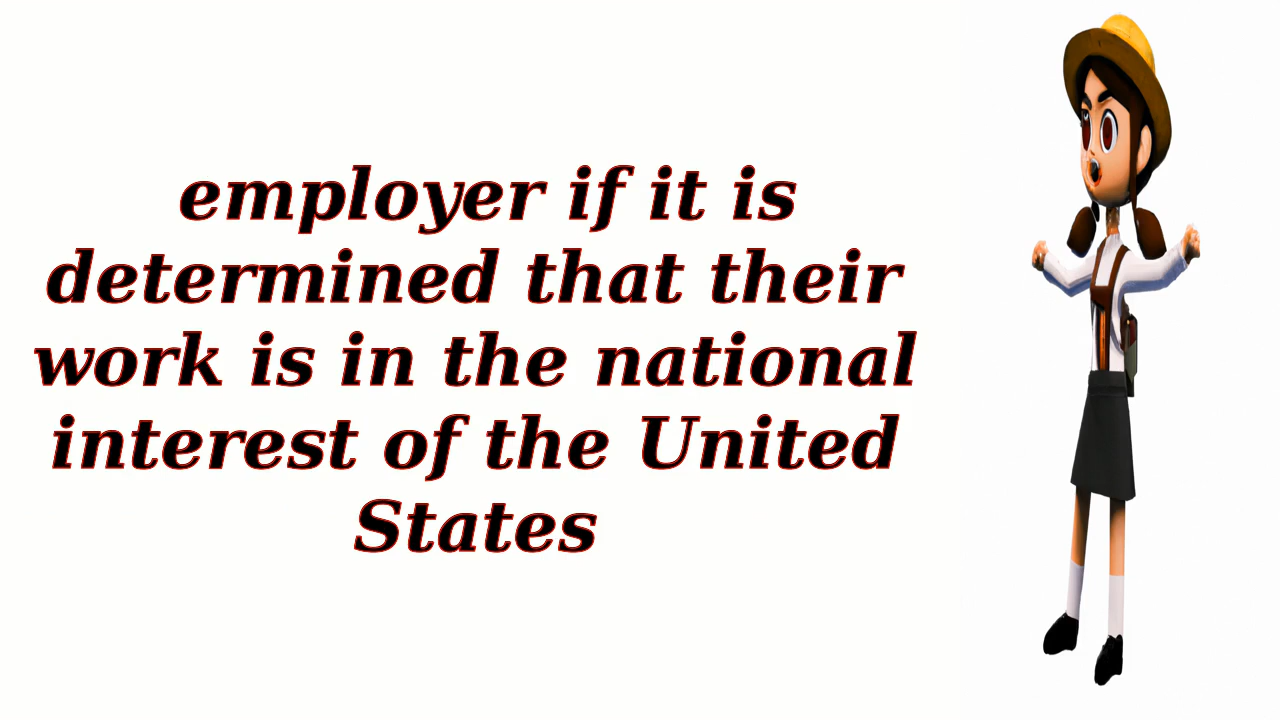 employer if it is
determined that their
work is in the national
interest of the United
States